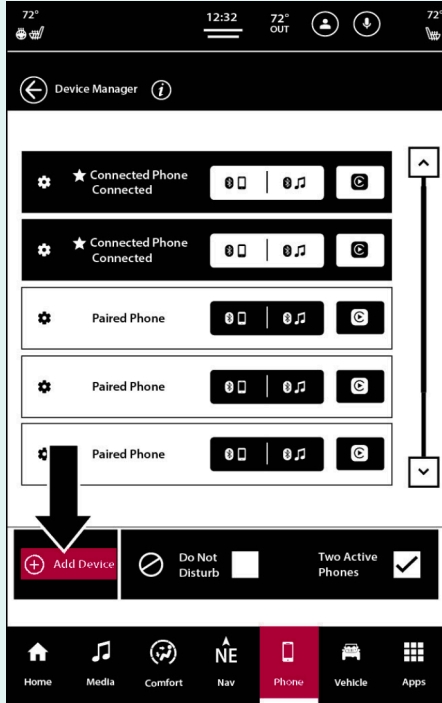 72°
12:32
72°
OUT
72°
Device Manager
Connected Phone
Connected
Connected Phone
Connected
Paired Phone
Paired Phone
Paired Phone
Add Device
Do Not
Disturb
Two Active
Phones
NE
Home
Media
Comfort
Nav
Phone
Vehicle
Apps